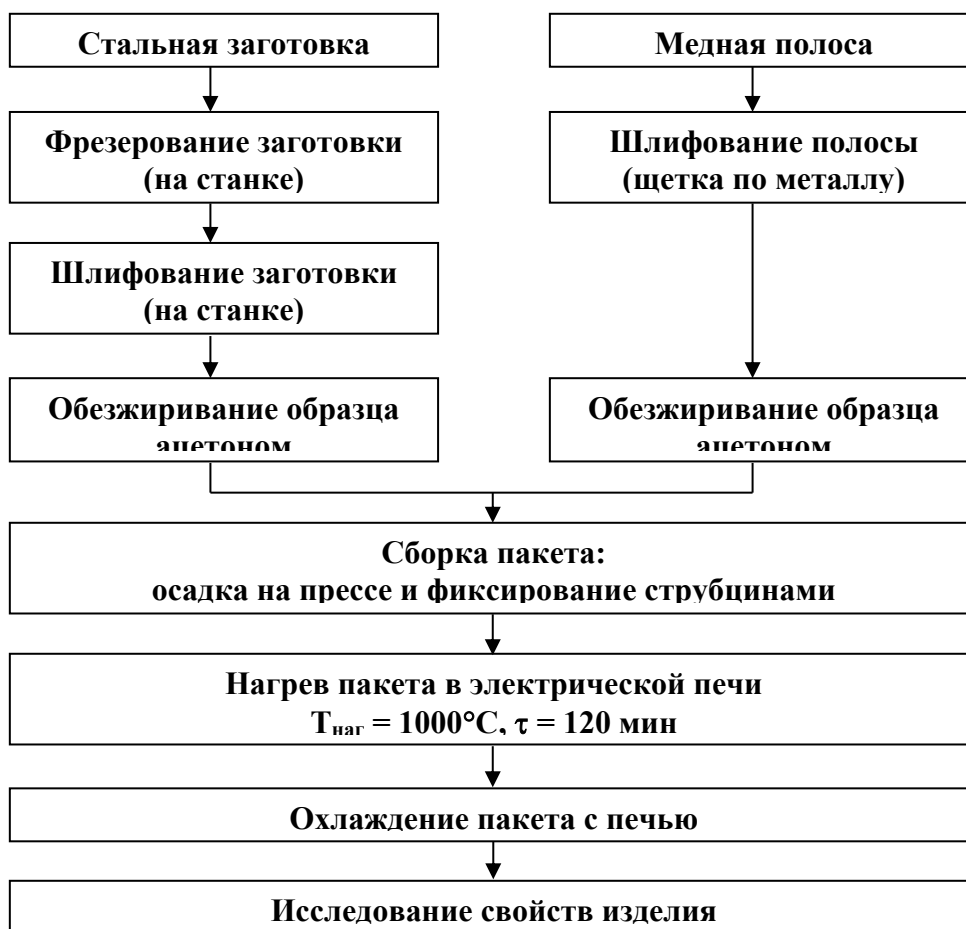 Стальная заготовка
Медная полоса
Фрезерование заготовки
(на станке)
Шлифование полосы
(щетка по металлу)
Шлифование заготовки
(на станке)
Обезжиривание образца
ацетоном
Обезжиривание образца
ацетоном
Сборка пакета:
осадка на прессе и фиксирование струбцинами
Нагрев пакета в электрической печи
Tнаг = 1000°С, τ = 120 мин
Охлаждение пакета с печью
Исследование свойств изделия